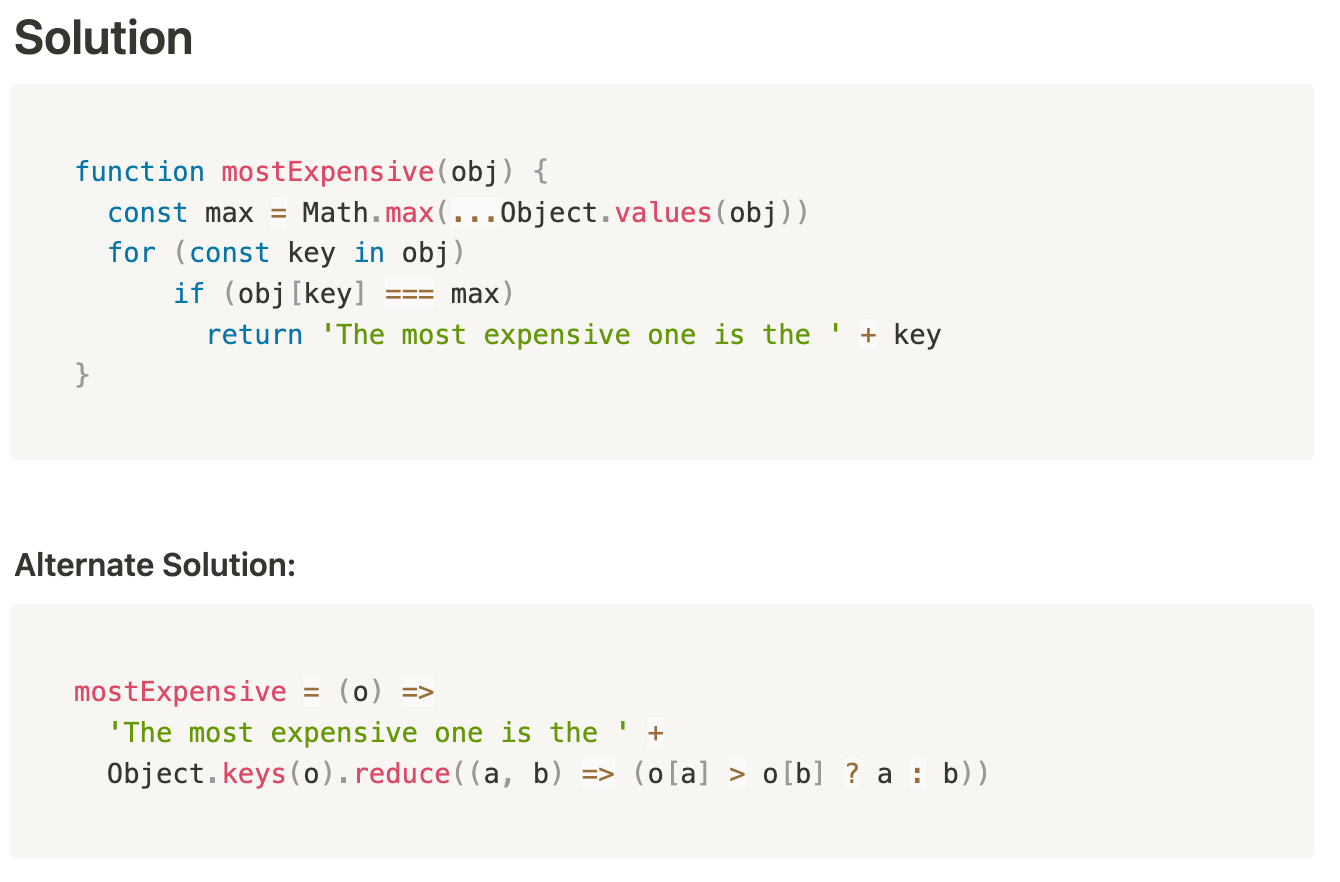 Solution
function mostExpensive(obj) {
  const max = Math.max(...Object.values(obj))
  for (const key in obj)
      if (obj[key] === max)
        return 'The most expensive one is the ' + key
}
Alternate Solution:
mostExpensive = (o) =>
  'The most expensive one is the ' +
  Object.keys(o).reduce((a, b) => (o[a] > o[b] ? a : b))